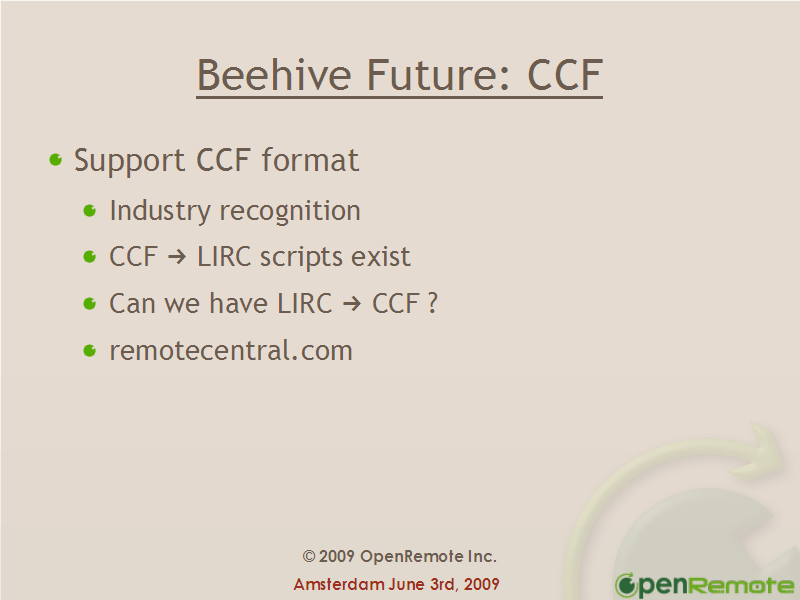 Beehive Future: CCF
Support CCF format
Industry recognition
CCF → LIRC scripts exist
Can we have LIRC → CCF ?
remotecentral.com
© 2009 OpenRemote Inc.
Amsterdam June 3rd, 2009
OpenRemote